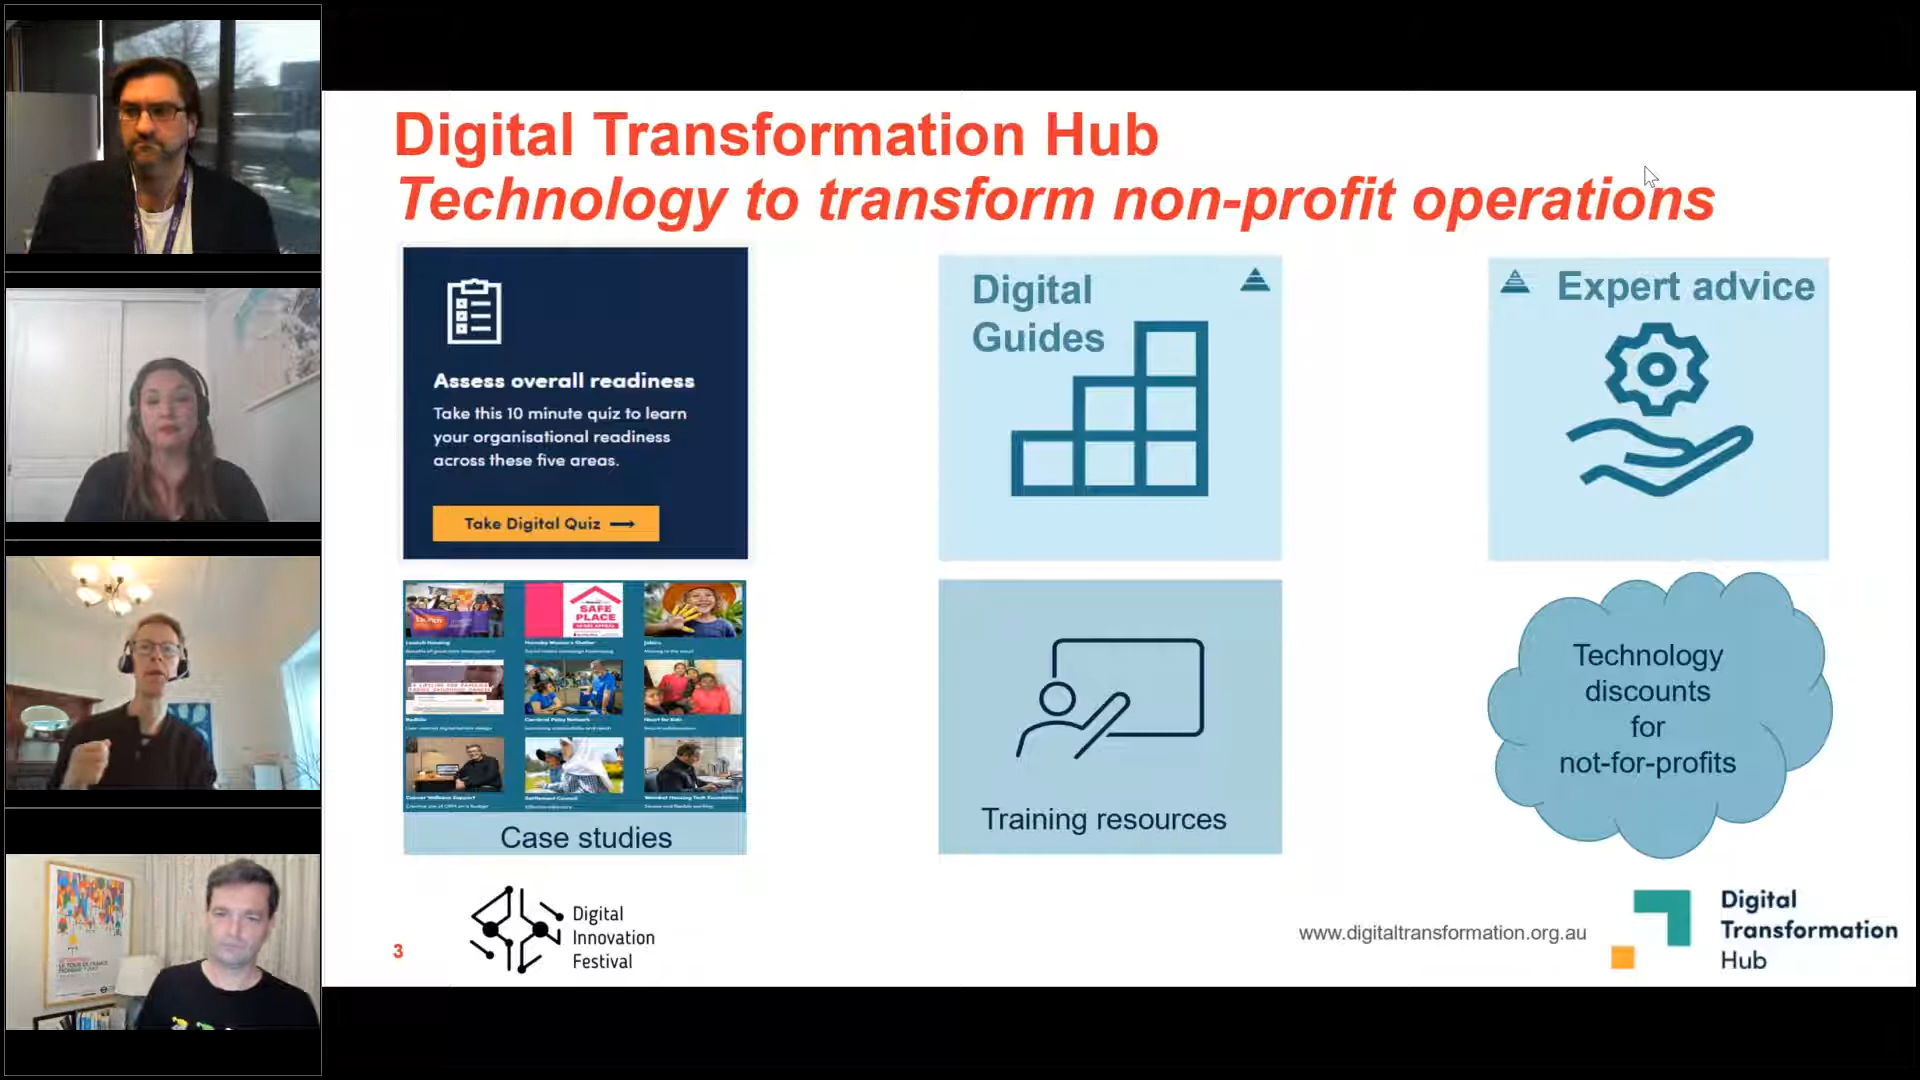 Digital Transformation Hub
Technology to transform non-profit operations
Assess overall readiness
Take this 10 minute quiz to learn
your organisational readiness
across these five areas.
Take Digital Quiz
Digital
Guides
Expert advice
SAFE
PLACE
Case studies
Training resources
Technology
discounts
for
not-for-profits
3
Digital
Innovation
Festival
www.digitaltransformation.org.au
Digital
Transformation
Hub